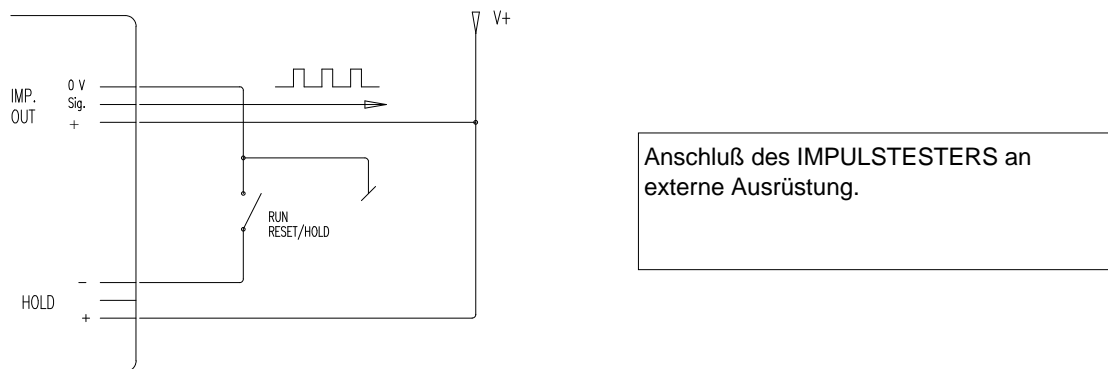 V+
0 V
IMP.
Sig.
OUT
+
RUN
RESET/HOLD
−
HOLD
+
Anschluß des IMPULSTESTERS an
externe Ausrüstung.